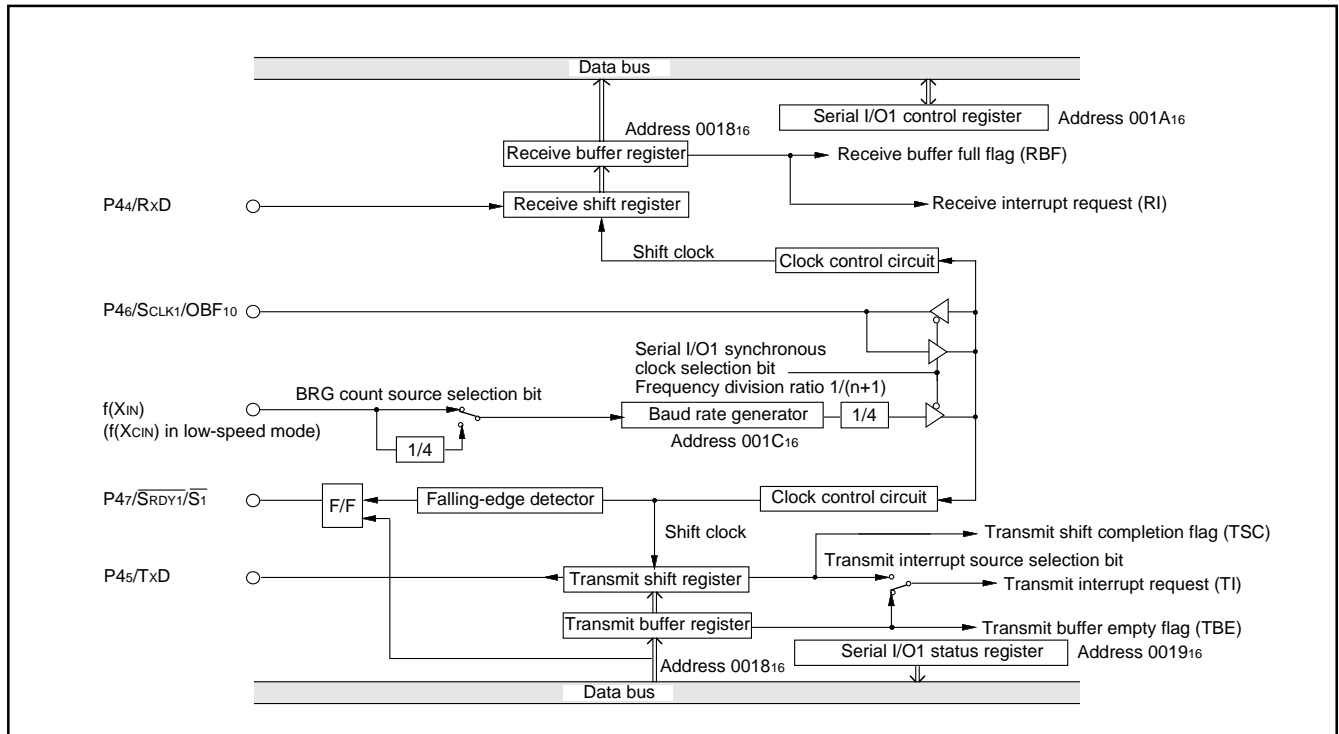 Data bus
Serial I/O1 control register
Address 001A16
Address 001816
Receive buffer register
Receive buffer full flag (RBF)
P44/RXD
Receive shift register
Receive interrupt request (RI)
Shift clock
Clock control circuit
P46/SCLK1/OBF10
Serial I/O1 synchronous
clock selection bit
Frequency division ratio 1/(n+1)
BRG count source selection bit
f(XIN)
(f(XCIN) in low-speed mode)
Baud rate generator
1/4
Address 001C16
1/4
P47/SRDY1/S1
F/F
Falling-edge detector
Clock control circuit
Shift clock
Transmit shift completion flag (TSC)
Transmit interrupt source selection bit
P45/TXD
Transmit shift register
Transmit interrupt request (TI)
Transmit buffer register
Transmit buffer empty flag (TBE)
Address 001816
Serial I/O1 status register
Address 001916
Data bus